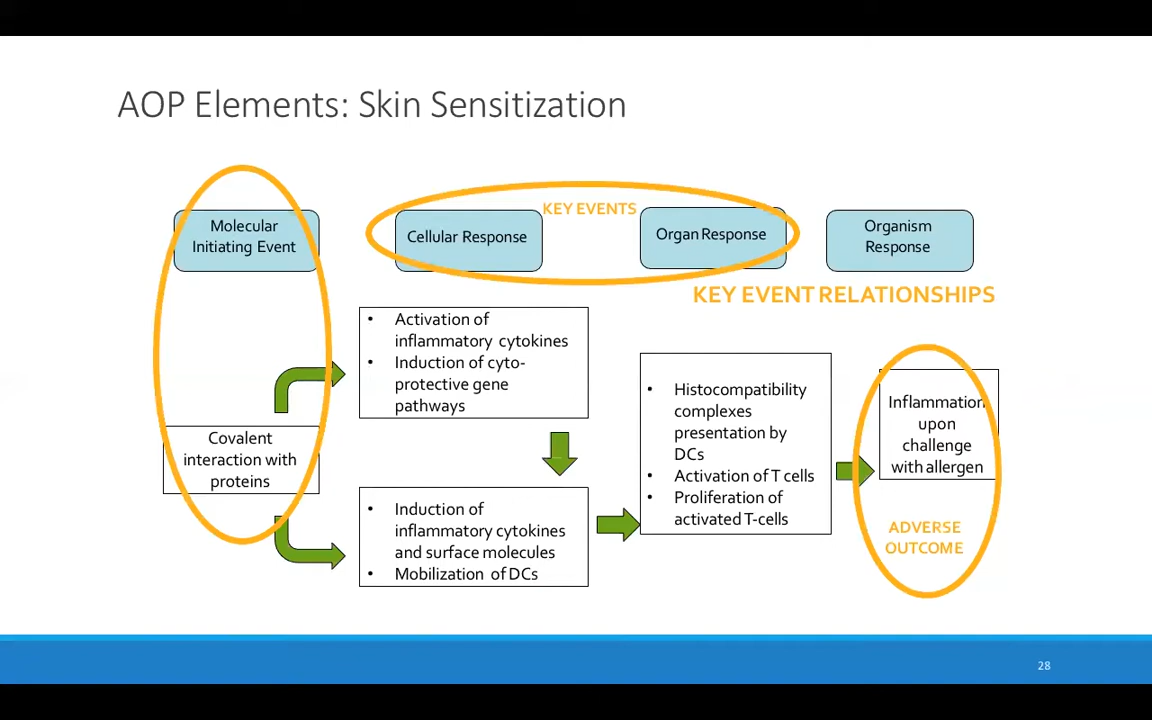 AOP Elements: Skin Sensitization
Molecular
Initiating Event
Cellular Response
KEY EVENTS
Organ Response
Organism
Response
KEY EVENT RELATIONSHIPS
• Activation of
inflammatory cytokines
• Induction of cyto-
protective gene
pathways
Covalent
interaction with
proteins
• Induction of
inflammatory cytokines
and surface molecules
• Mobilization of DCs
• Histocompatibility
complexes
presentation by
DCs
• Activation of T cells
• Proliferation of
activated T-cells
Inflammation
upon
challenge
with allergen
ADVERSE
OUTCOME
28